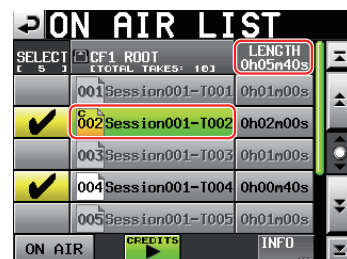 ON AIR LIST
SELECT CF1 ROOT LENGTH
[ 5 ] [TOTAL TAKES: 10] 0h05m40s
001 Session001-T001 0h01m00s
C
002 Session001-T002 0h02m00s
003 Session001-T003 0h01m00s
004 Session001-T004 0h00m40s
005 Session001-T005 0h01m00s
ON AIR CREDITS INFO